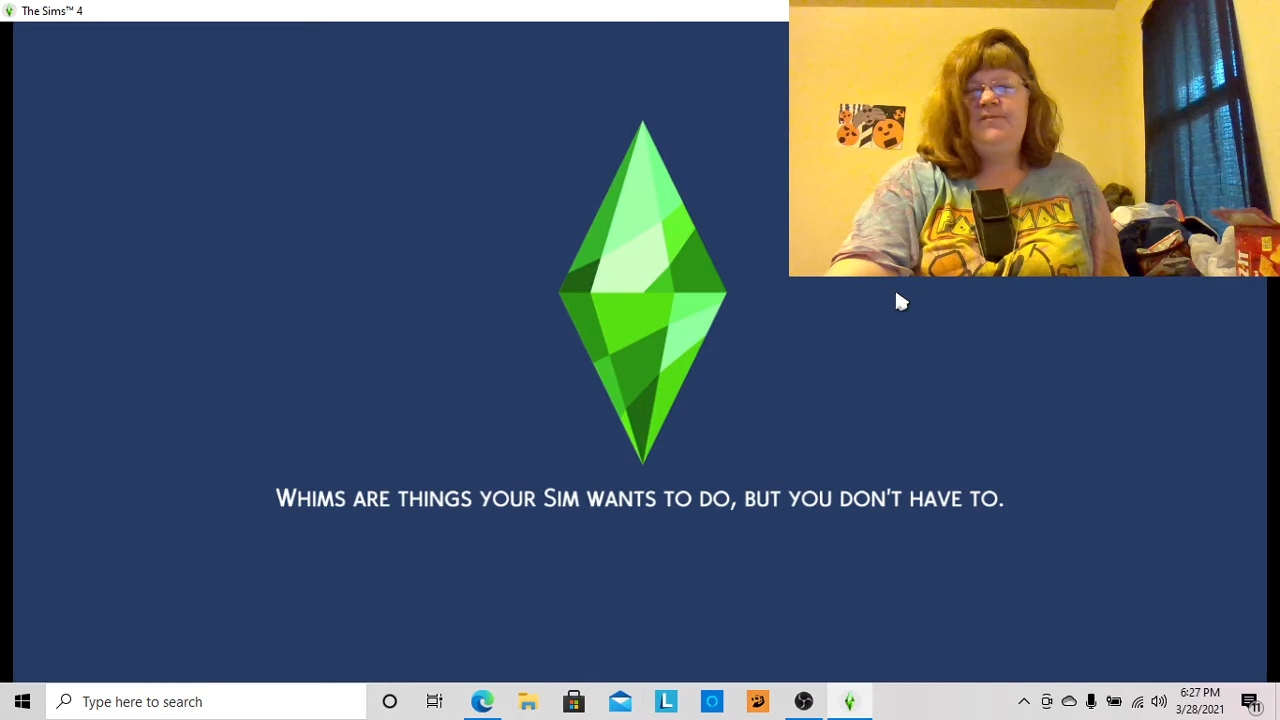 The Sims™ 4
WHIMS ARE THINGS YOUR SIM WANTS TO DO, BUT YOU DON'T HAVE TO.
Type here to search
L
6:27 PM
3/28/2021
11